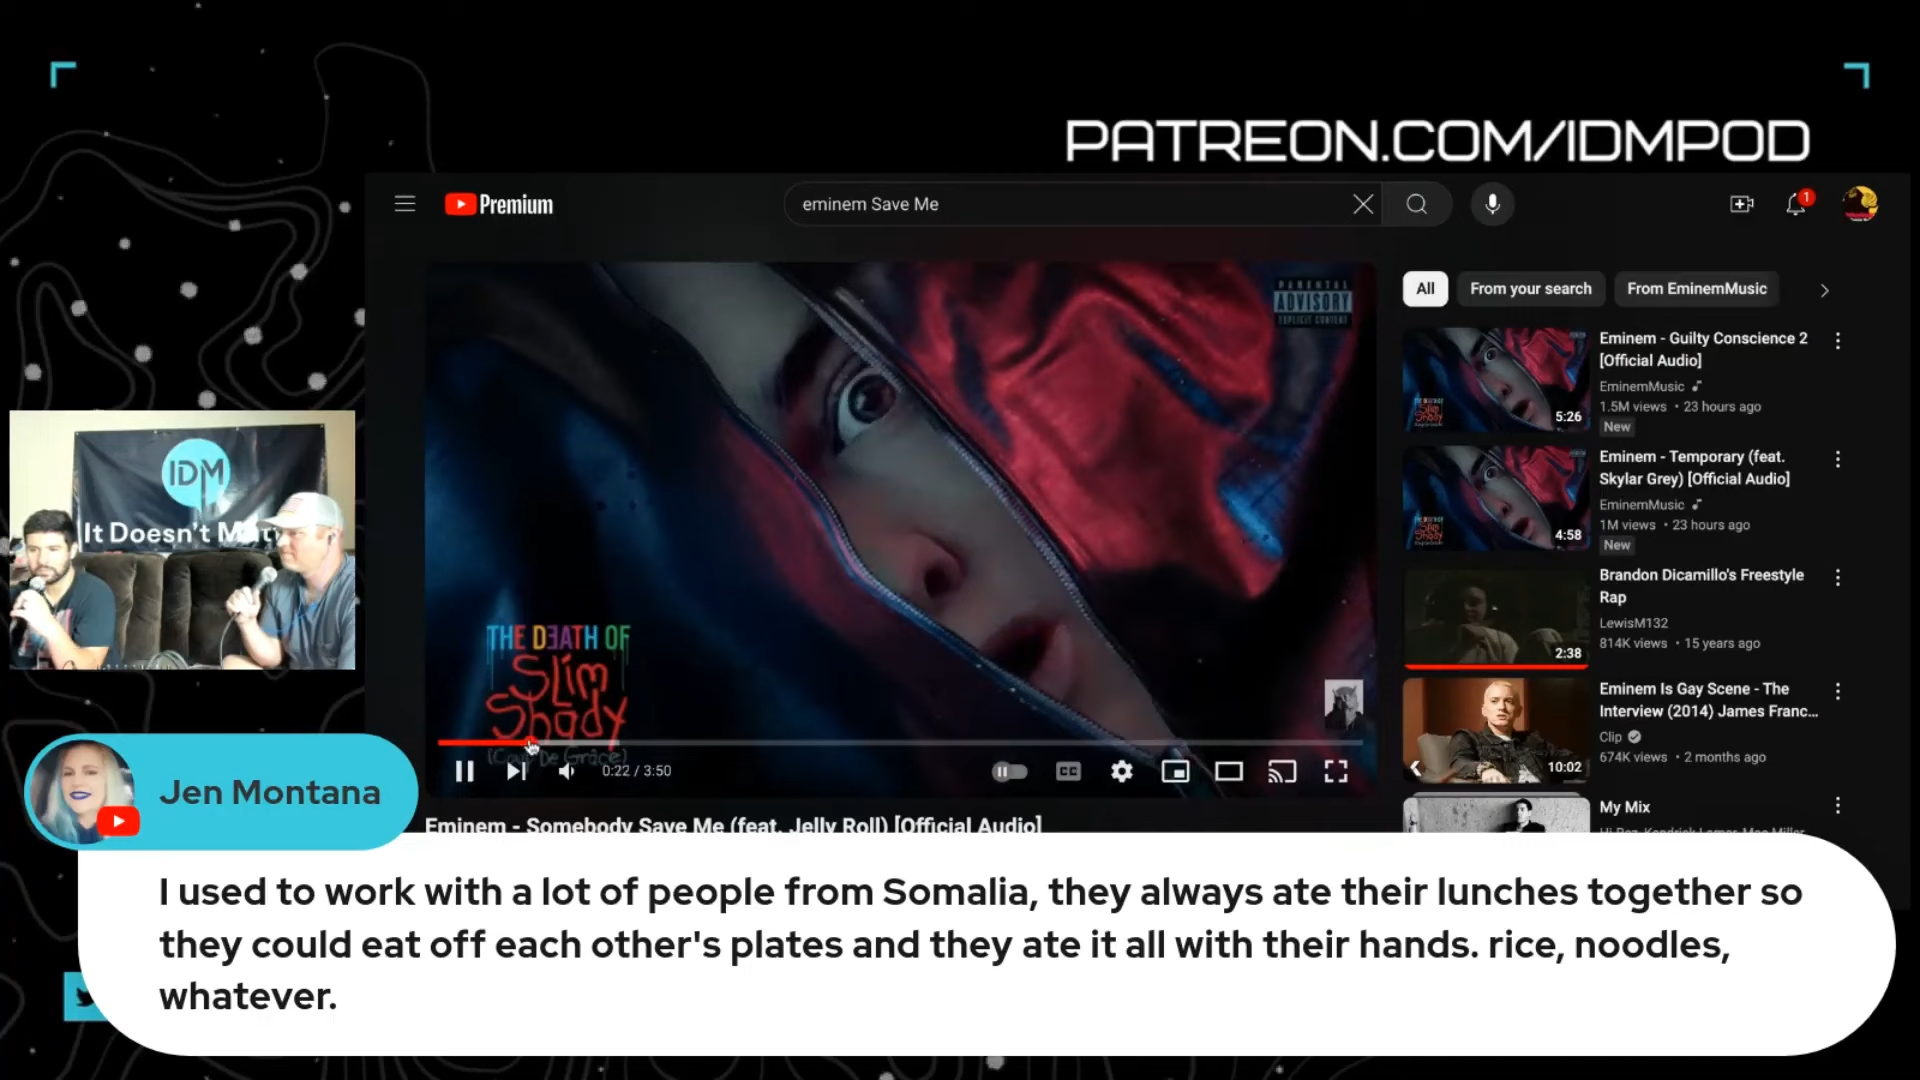 PATREON.COM/IDMPOD
Premium
eminem Save Me
1
PARENTAL
ADVISORY
EXPLICIT CONTENT
All
From your search
From EminemMusic
Eminem - Guilty Conscience 2
[Official Audio]
EminemMusic
1.5M views • 23 hours ago
New
5:26
Eminem - Temporary (feat.
Skylar Grey) [Official Audio]
EminemMusic
1M views • 23 hours ago
New
4:58
Brandon Dicamillo's Freestyle
Rap
LewisM132
814K views • 15 years ago
2:38
Eminem Is Gay Scene - The
Interview (2014) James Franc...
Clip
674K views • 2 months ago
10:02
My Mix
IDM
It Doesn't
THE DEATH OF
Slim
Shady
(Coup De Grâce)
0:22 / 3:50
CC
Eminem - Somebody Save Me (feat. Jelly Roll) [Official Audio]
Jen Montana
I used to work with a lot of people from Somalia, they always ate their lunches together so
they could eat off each other's plates and they ate it all with their hands. rice, noodles,
whatever.